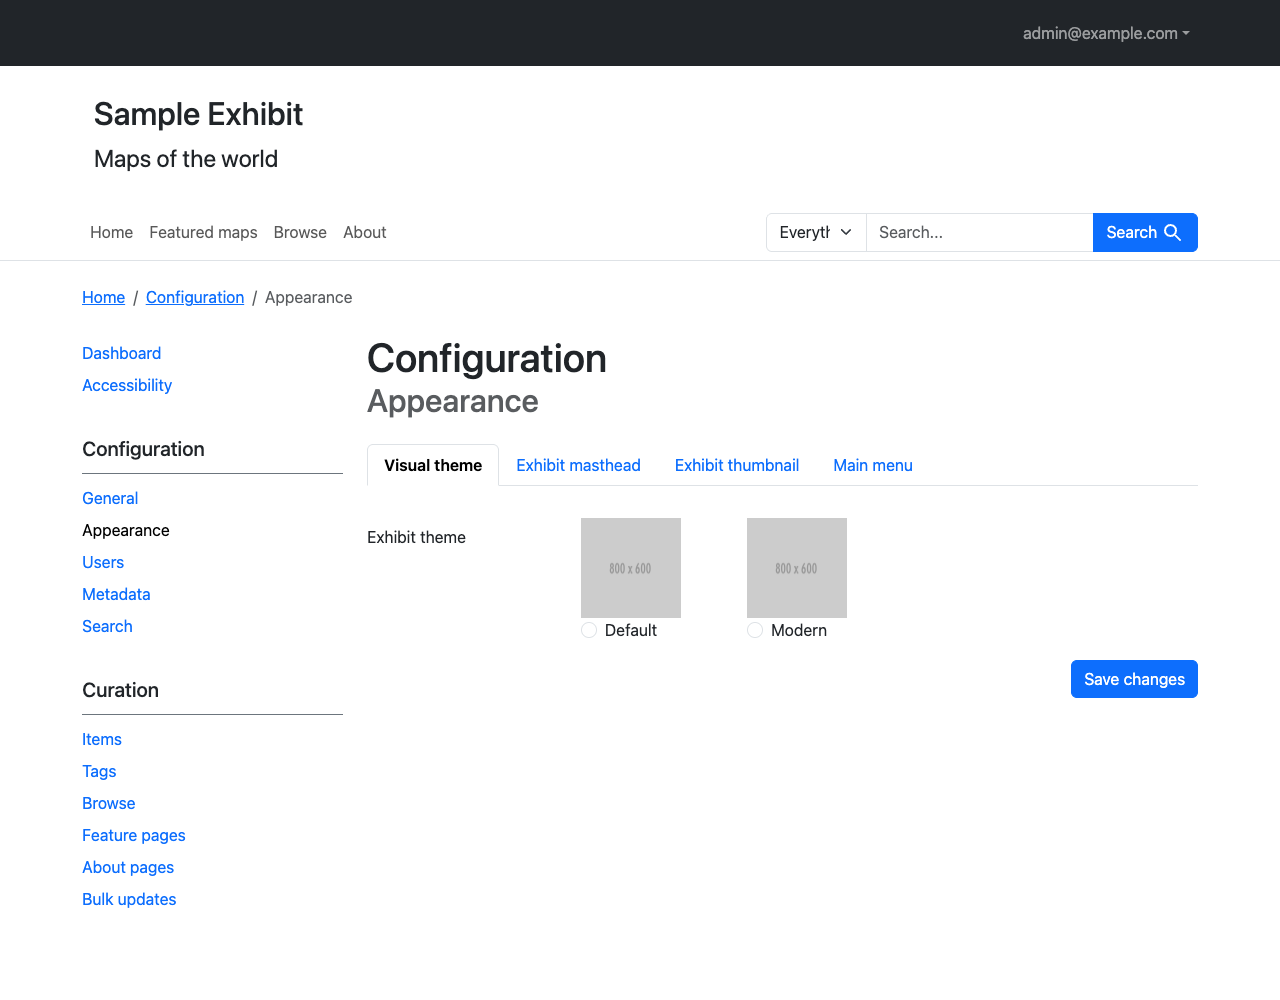 admin@example.com
Sample Exhibit
Maps of the world
Home Featured maps Browse About
Everyth Search... Search
Home / Configuration / Appearance
Dashboard
Accessibility
Configuration
General
Appearance
Users
Metadata
Search
Curation
Items
Tags
Browse
Feature pages
About pages
Bulk updates
Configuration
Appearance
Visual theme Exhibit masthead Exhibit thumbnail Main menu
Exhibit theme
800 x 600 800 x 600
Default Modern
Save changes